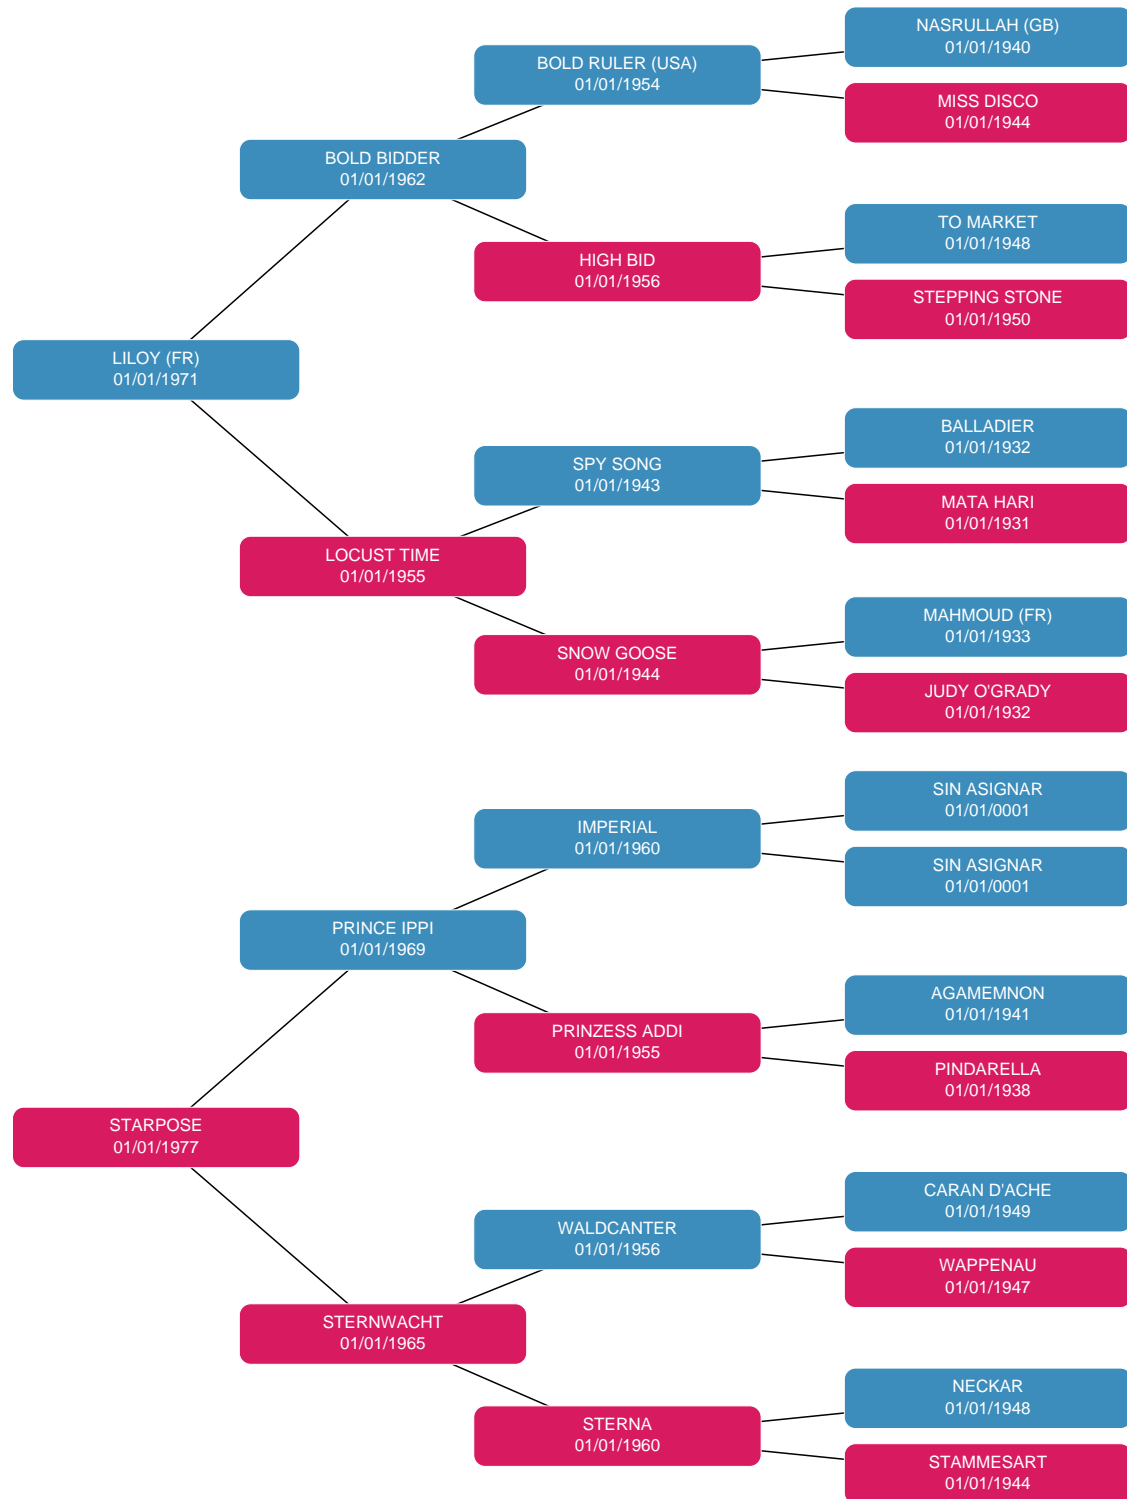 NASRULLAH (GB)
01/01/1940
BOLD RULER (USA)
01/01/1954
MISS DISCO
01/01/1944
BOLD BIDDER
01/01/1962
TO MARKET
01/01/1948
HIGH BID
01/01/1956
STEPPING STONE
01/01/1950
LILOY (FR)
01/01/1971
BALLADIER
01/01/1932
SPY SONG
01/01/1943
MATA HARI
01/01/1931
LOCUST TIME
01/01/1955
MAHMOUD (FR)
01/01/1933
SNOW GOOSE
01/01/1944
JUDY O'GRADY
01/01/1932
SIN ASIGNAR
01/01/0001
IMPERIAL
01/01/1960
SIN ASIGNAR
01/01/0001
PRINCE IPPI
01/01/1969
AGAMEMNON
01/01/1941
PRINZESS ADDI
01/01/1955
PINDARELLA
01/01/1938
STARPOSE
01/01/1977
CARAN D'ACHE
01/01/1949
WALDCANTER
01/01/1956
WAPPENAU
01/01/1947
STERNWACHT
01/01/1965
NECKAR
01/01/1948
STERNA
01/01/1960
STAMMESART
01/01/1944